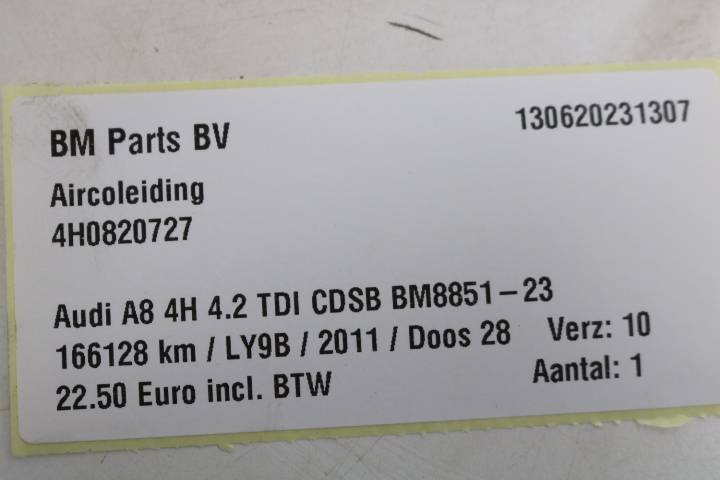 BM Parts BV 130620231307
Aircoleiding
4H0820727
Audi A8 4H 4.2 TDI CDSB BM8851-23
166128 km / LY9B / 2011 / Doos 28 Verz: 10
22.50 Euro incl. BTW Aantal: 1